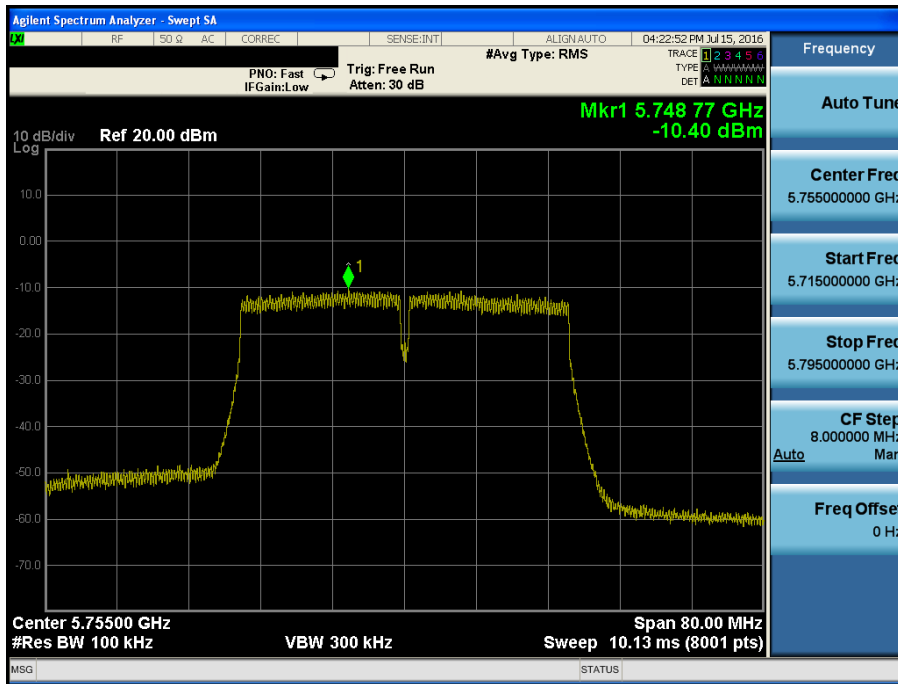 Agilent Spectrum Analyzer - Swept SA
LXI RF 50 Ω AC CORREC SENSE:INT ALIGN AUTO 04:22:52 PM Jul 15, 2016
#Avg Type: RMS
TRACE 1 2 3 4 5 6
TYPE A WWWWW
DET A N N N N N
PNO: Fast
IFGain:Low
Trig: Free Run
Atten: 30 dB
Mkr1 5.748 77 GHz
-10.40 dBm
10 dB/div Ref 20.00 dBm
Log
1
10.0
0.00
-10.0
-20.0
-30.0
-40.0
-50.0
-60.0
-70.0
Center 5.75500 GHz
Span 80.00 MHz
#Res BW 100 kHz
VBW 300 kHz
Sweep 10.13 ms (8001 pts)
MSG
STATUS
Frequency
Auto Tune
Center Freq
5.755000000 GHz
Start Freq
5.715000000 GHz
Stop Freq
5.795000000 GHz
CF Step
8.000000 MHz
Auto Man
Freq Offset
0 Hz